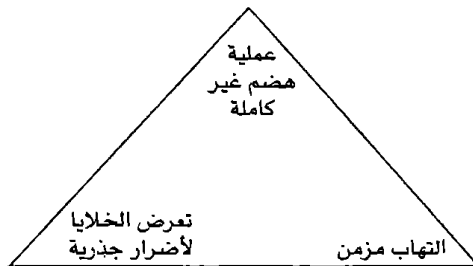 عملية
هضم غير
كاملة
تعرض الخلايا
لأضرار جذرية
التهاب مزمن